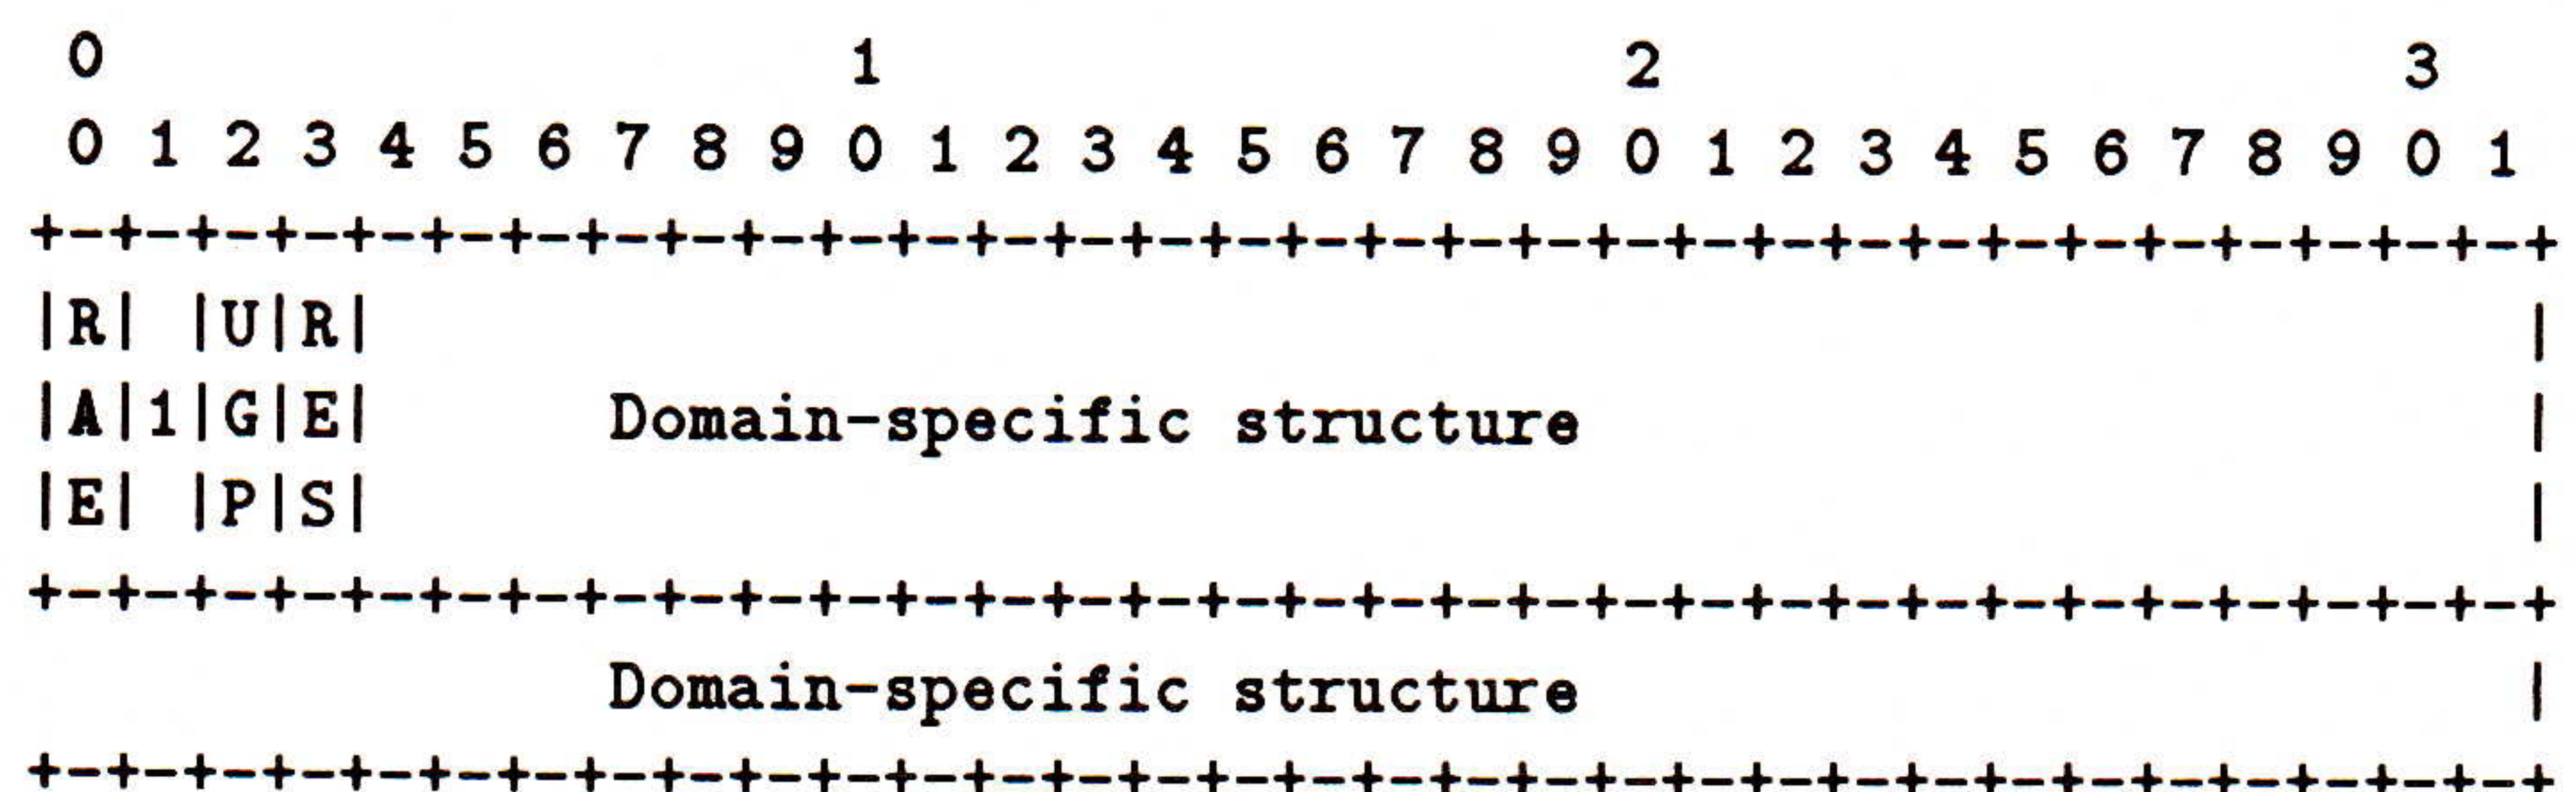 0                   1                   2                   3
 0 1 2 3 4 5 6 7 8 9 0 1 2 3 4 5 6 7 8 9 0 1 2 3 4 5 6 7 8 9 0 1
+-+-+-+-+-+-+-+-+-+-+-+-+-+-+-+-+-+-+-+-+-+-+-+-+-+-+-+-+-+-+-+-+
|R| |U|R|                                                       |
|A|1|G|E|      Domain-specific structure                        |
|E| |P|S|                                                       |
+-+-+-+-+-+-+-+-+-+-+-+-+-+-+-+-+-+-+-+-+-+-+-+-+-+-+-+-+-+-+-+-+
               Domain-specific structure                        |
+-+-+-+-+-+-+-+-+-+-+-+-+-+-+-+-+-+-+-+-+-+-+-+-+-+-+-+-+-+-+-+-+